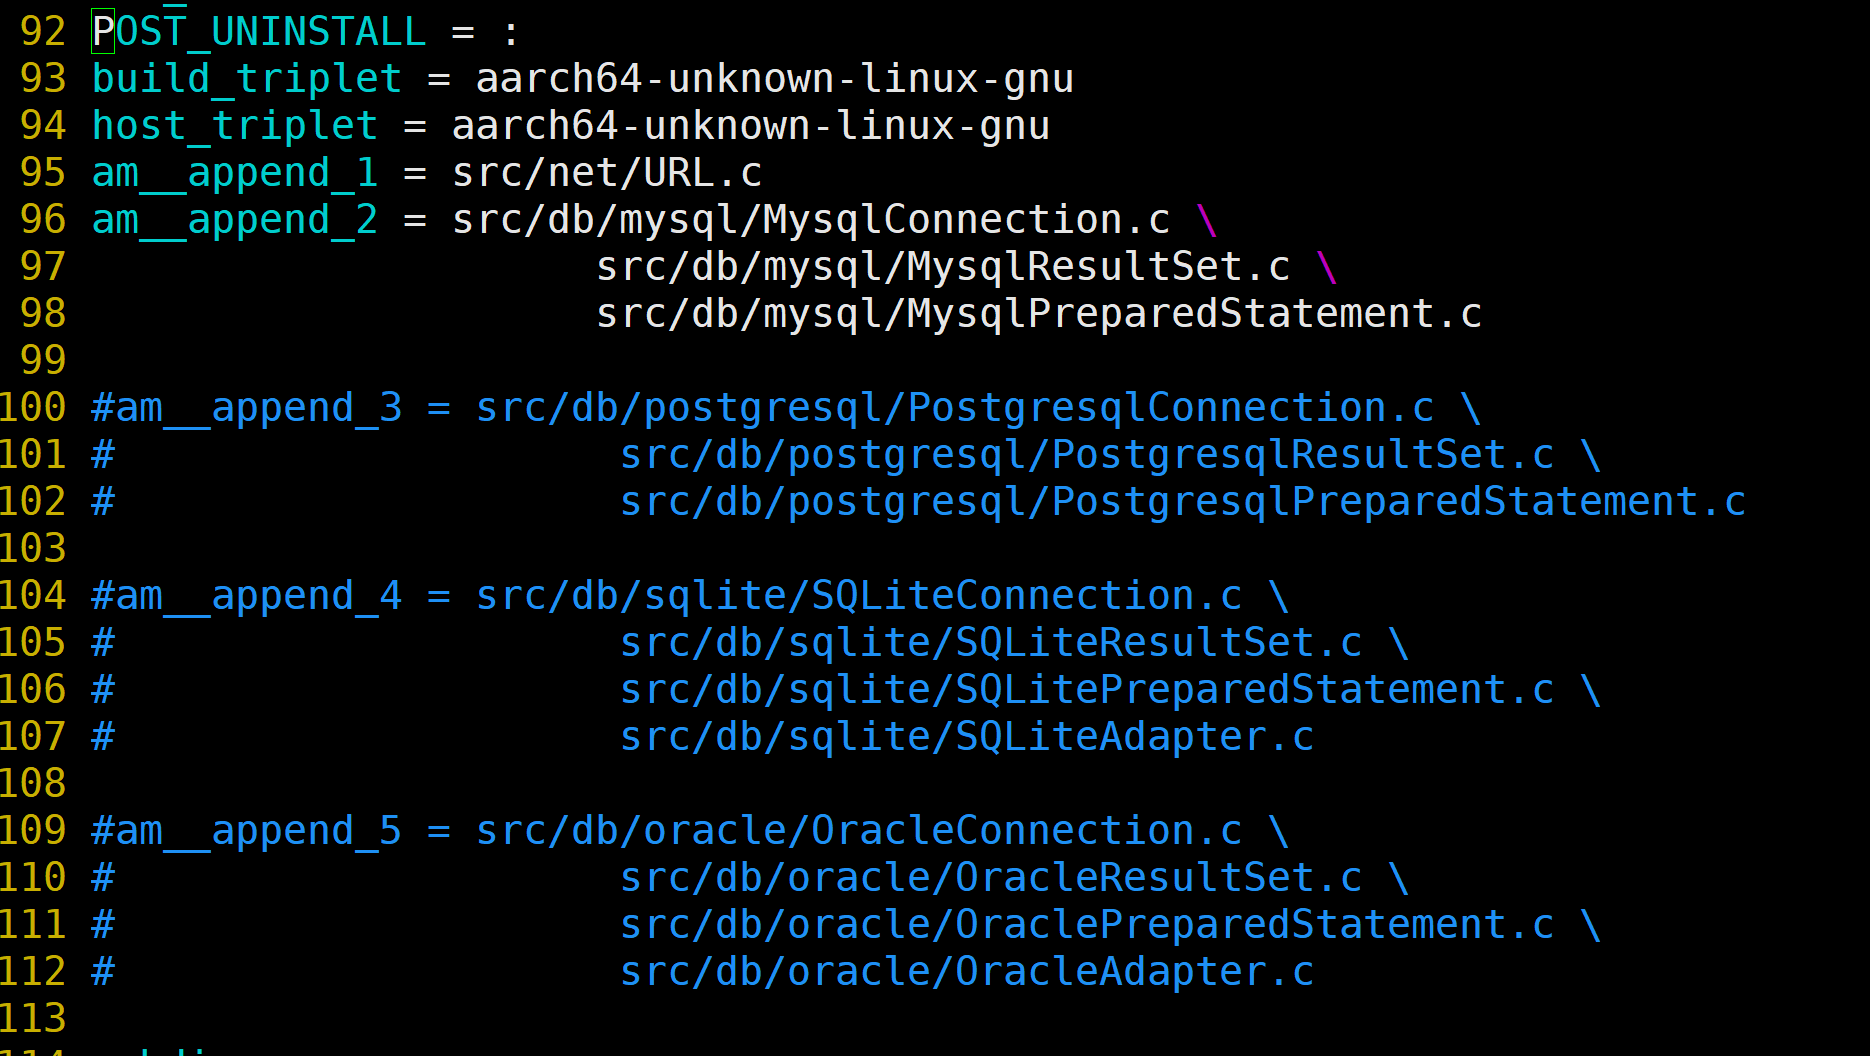 92 POST_UNINSTALL = :
93 build_triplet = aarch64-unknown-linux-gnu
94 host_triplet = aarch64-unknown-linux-gnu
95 am__append_1 = src/net/URL.c
96 am__append_2 = src/db/mysql/MysqlConnection.c \
97 src/db/mysql/MysqlResultSet.c \
98 src/db/mysql/MysqlPreparedStatement.c
99
100 #am__append_3 = src/db/postgresql/PostgresqlConnection.c \
101 # src/db/postgresql/PostgresqlResultSet.c \
102 # src/db/postgresql/PostgresqlPreparedStatement.c
103
104 #am__append_4 = src/db/sqlite/SQLiteConnection.c \
105 # src/db/sqlite/SQLiteResultSet.c \
106 # src/db/sqlite/SQLitePreparedStatement.c \
107 # src/db/sqlite/SQLiteAdapter.c
108
109 #am__append_5 = src/db/oracle/OracleConnection.c \
110 # src/db/oracle/OracleResultSet.c \
111 # src/db/oracle/OraclePreparedStatement.c \
112 # src/db/oracle/OracleAdapter.c
113